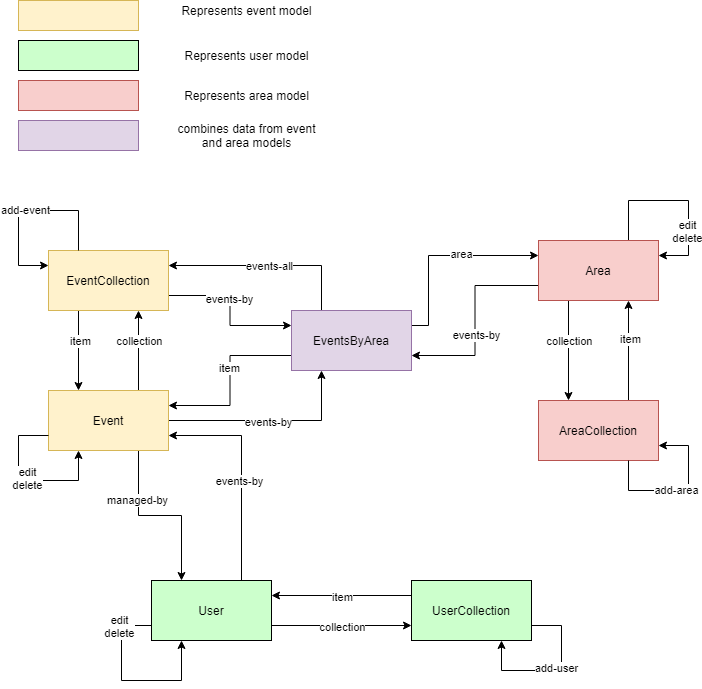 Represents event model
Represents user model
Represents area model
combines data from event
and area models
add-event
edit
delete
EventCollection
events-all
area
Area
events-by
item
collection
EventsByArea
events-by
collection
item
item
Event
events-by
AreaCollection
edit
delete
events-by
add-area
managed-by
User
item
UserCollection
edit
delete
collection
add-user